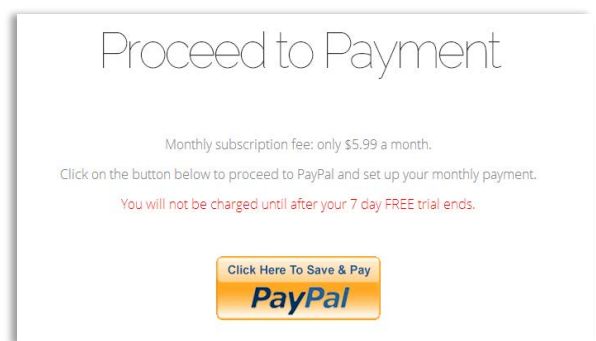 Proceed to Payment
Monthly subscription fee: only $5.99 a month.
Click on the button below to proceed to PayPal and set up your monthly payment.
You will not be charged until after your 7 day FREE trial ends.
Click Here To Save & Pay
PayPal